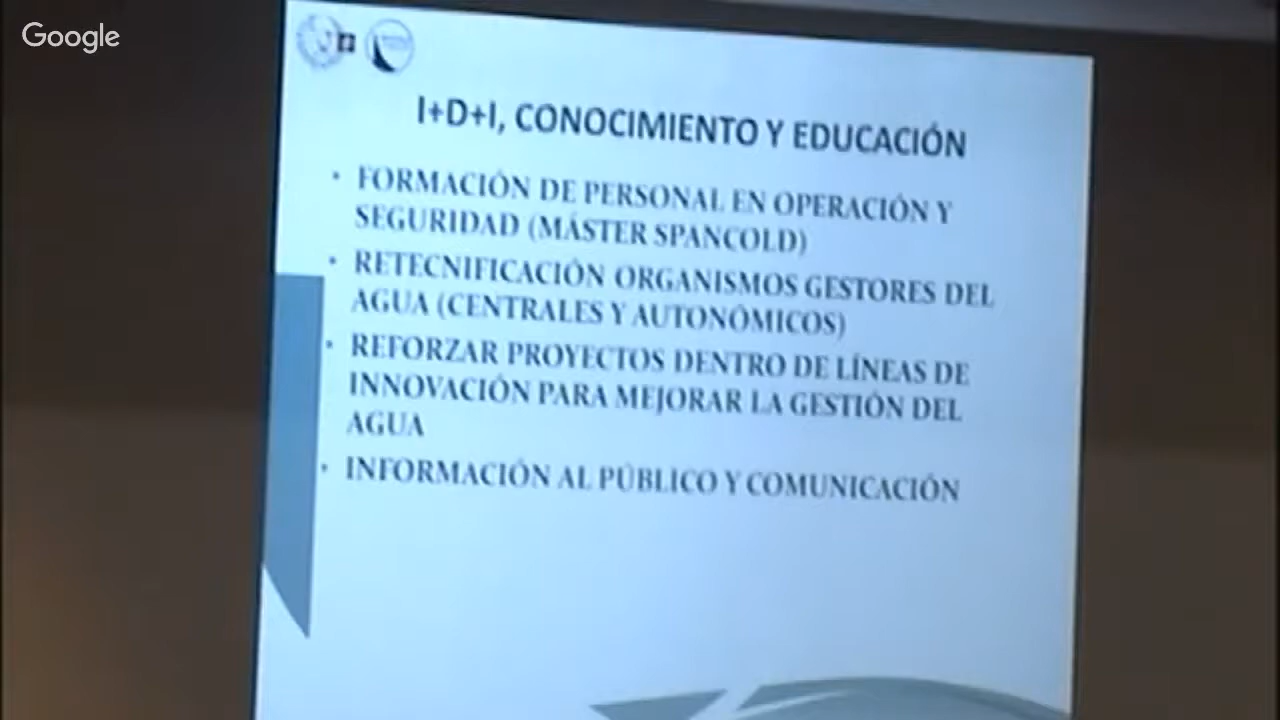 Google
I+D+I, CONOCIMIENTO Y EDUCACIÓN
• FORMACIÓN DE PERSONAL EN OPERACIÓN Y
SEGURIDAD (MÁSTER SPANCOLD)
• RETECNIFICACIÓN ORGANISMOS GESTORES DEL
AGUA (CENTRALES Y AUTONÓMICOS)
• REFORZAR PROYECTOS DENTRO DE LÍNEAS DE
INNOVACIÓN PARA MEJORAR LA GESTIÓN DEL
AGUA
• INFORMACIÓN AL PÚBLICO Y COMUNICACIÓN